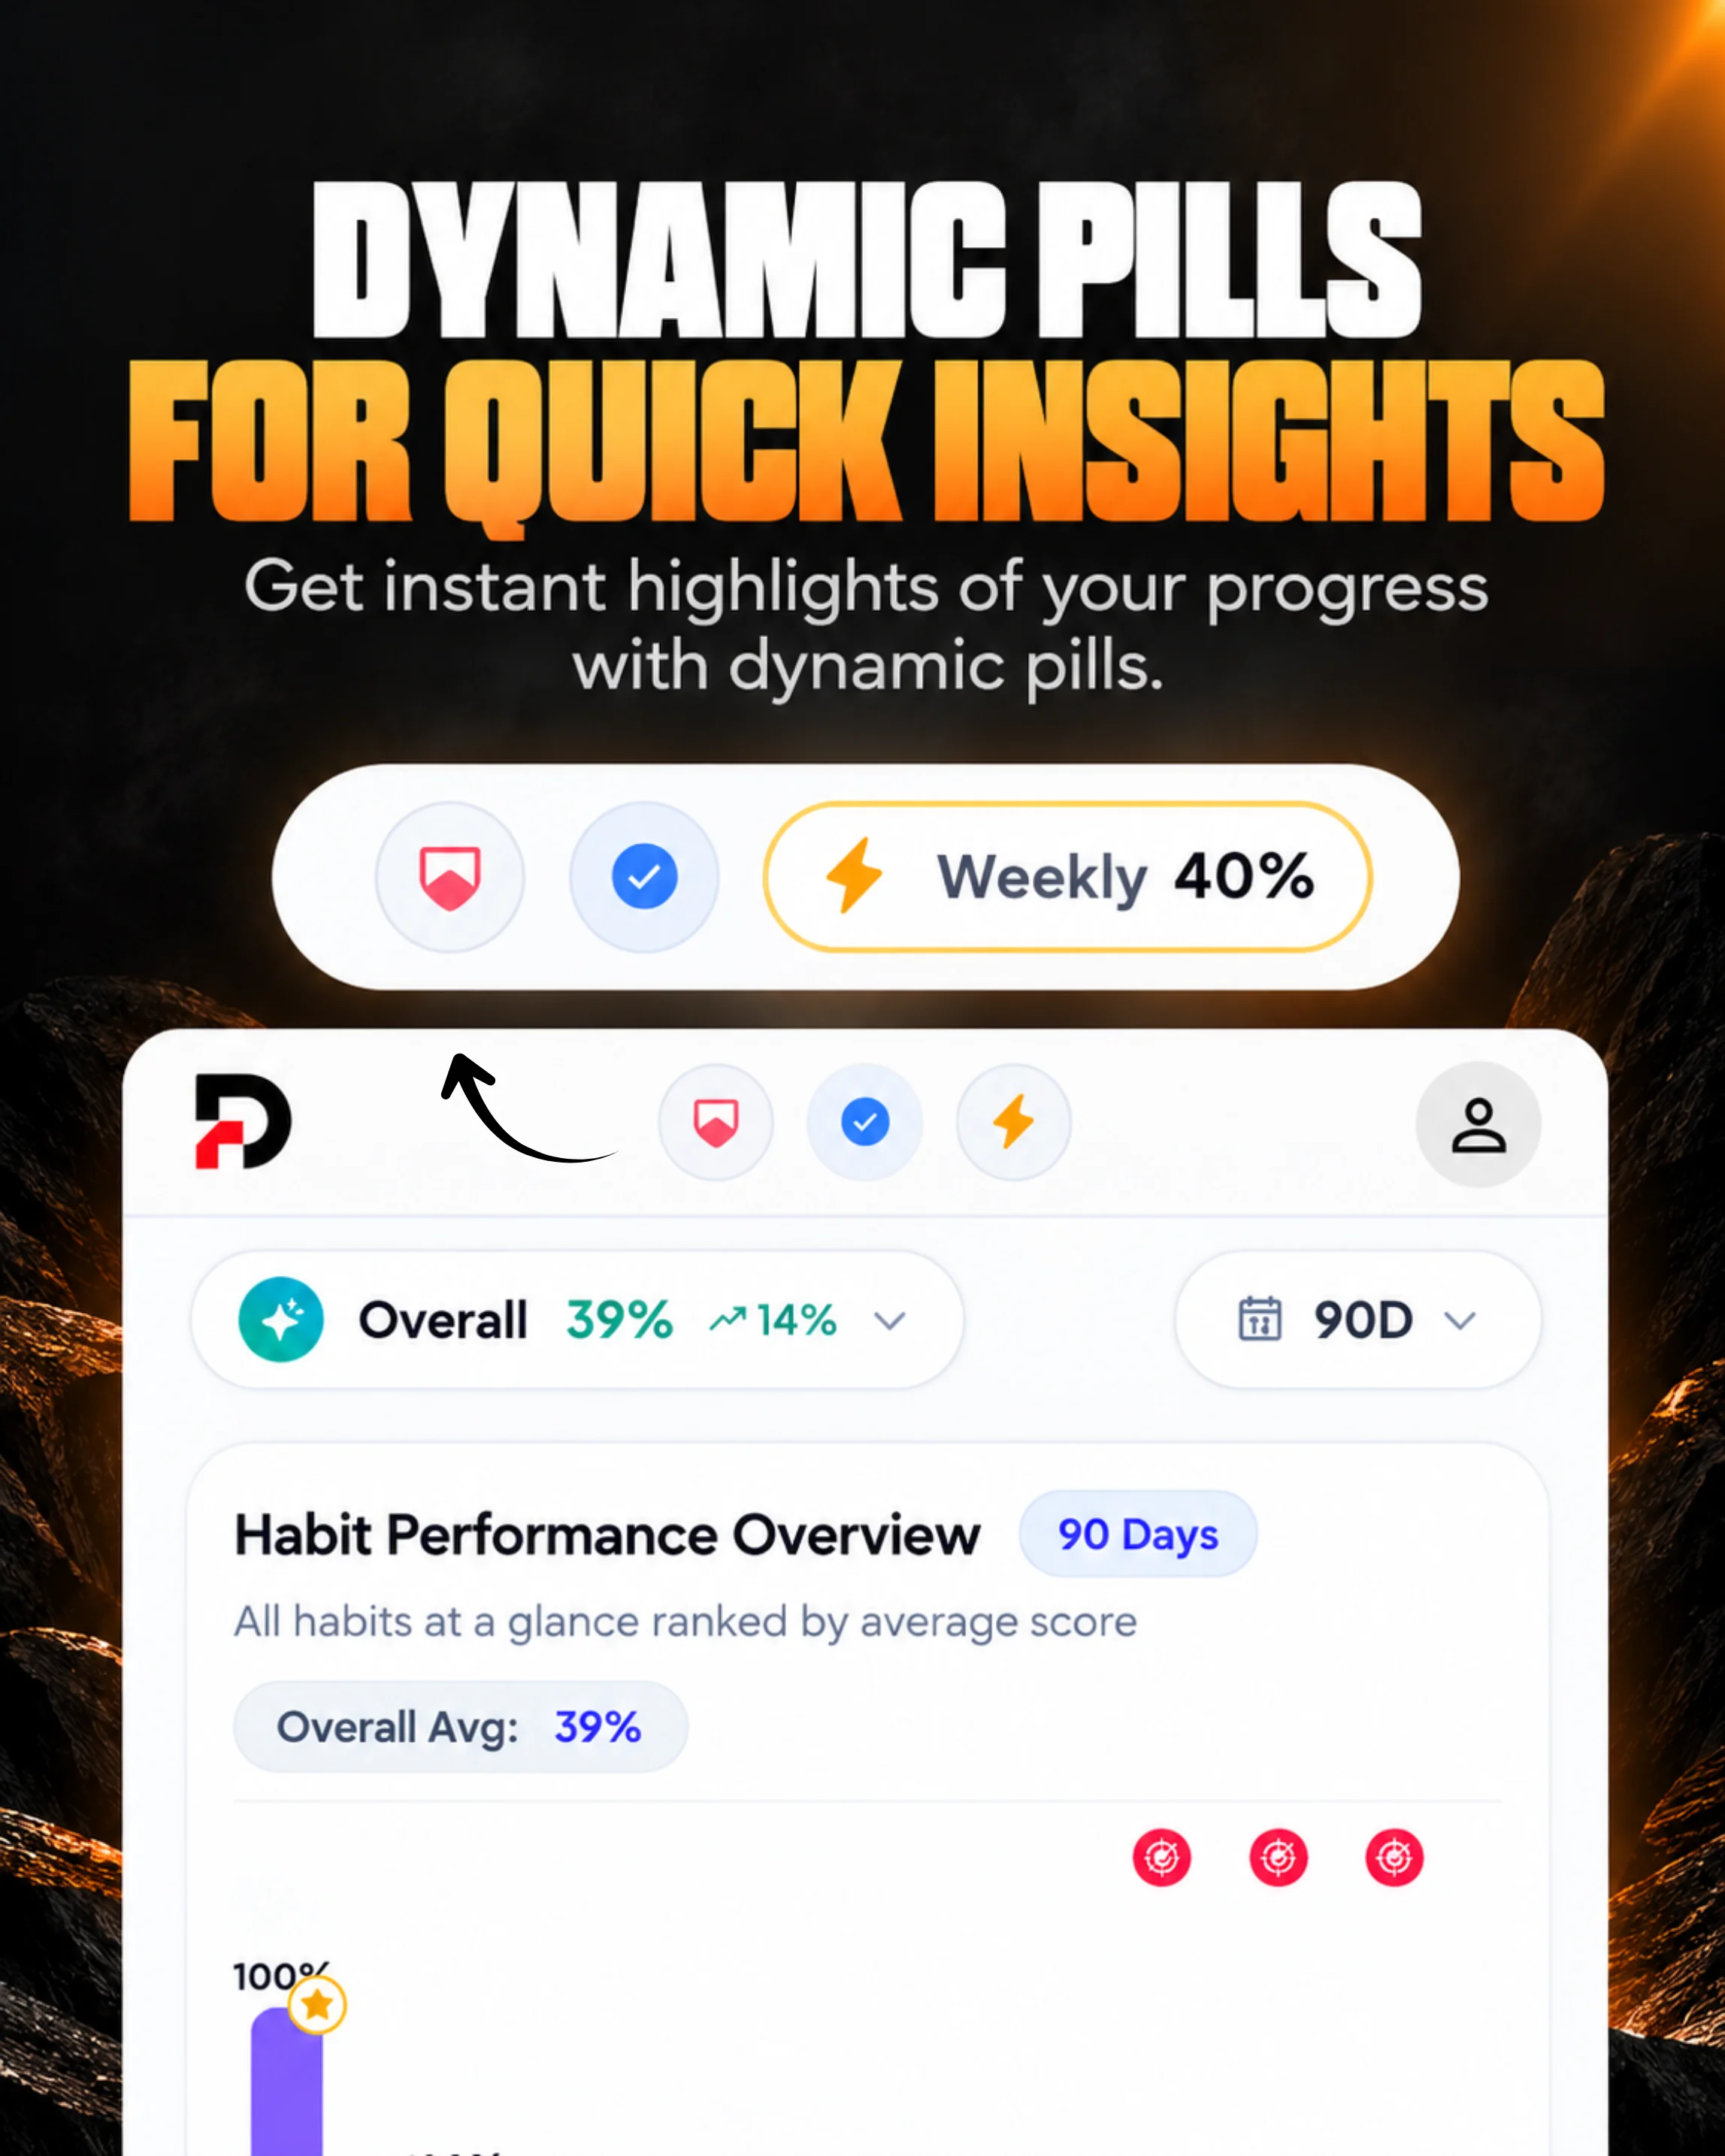 DYNAMIC PILLS
FOR QUICK INSIGHTS
Get instant highlights of your progress
with dynamic pills.
Weekly 40%
Overall 39% 14%
90D
Habit Performance Overview 90 Days
All habits at a glance ranked by average score
Overall Avg: 39%
100%